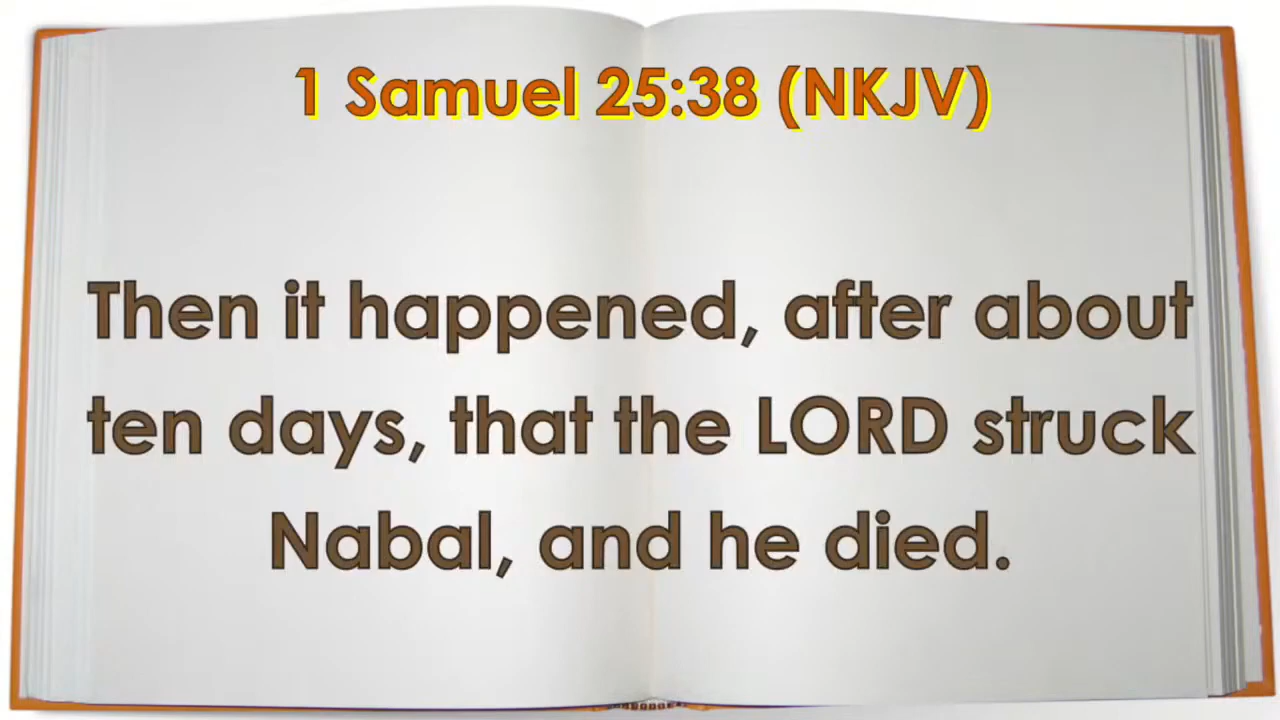 1 Samuel 25:38 (NKJV)
Then it happened, after about
ten days, that the LORD struck
Nabal, and he died.